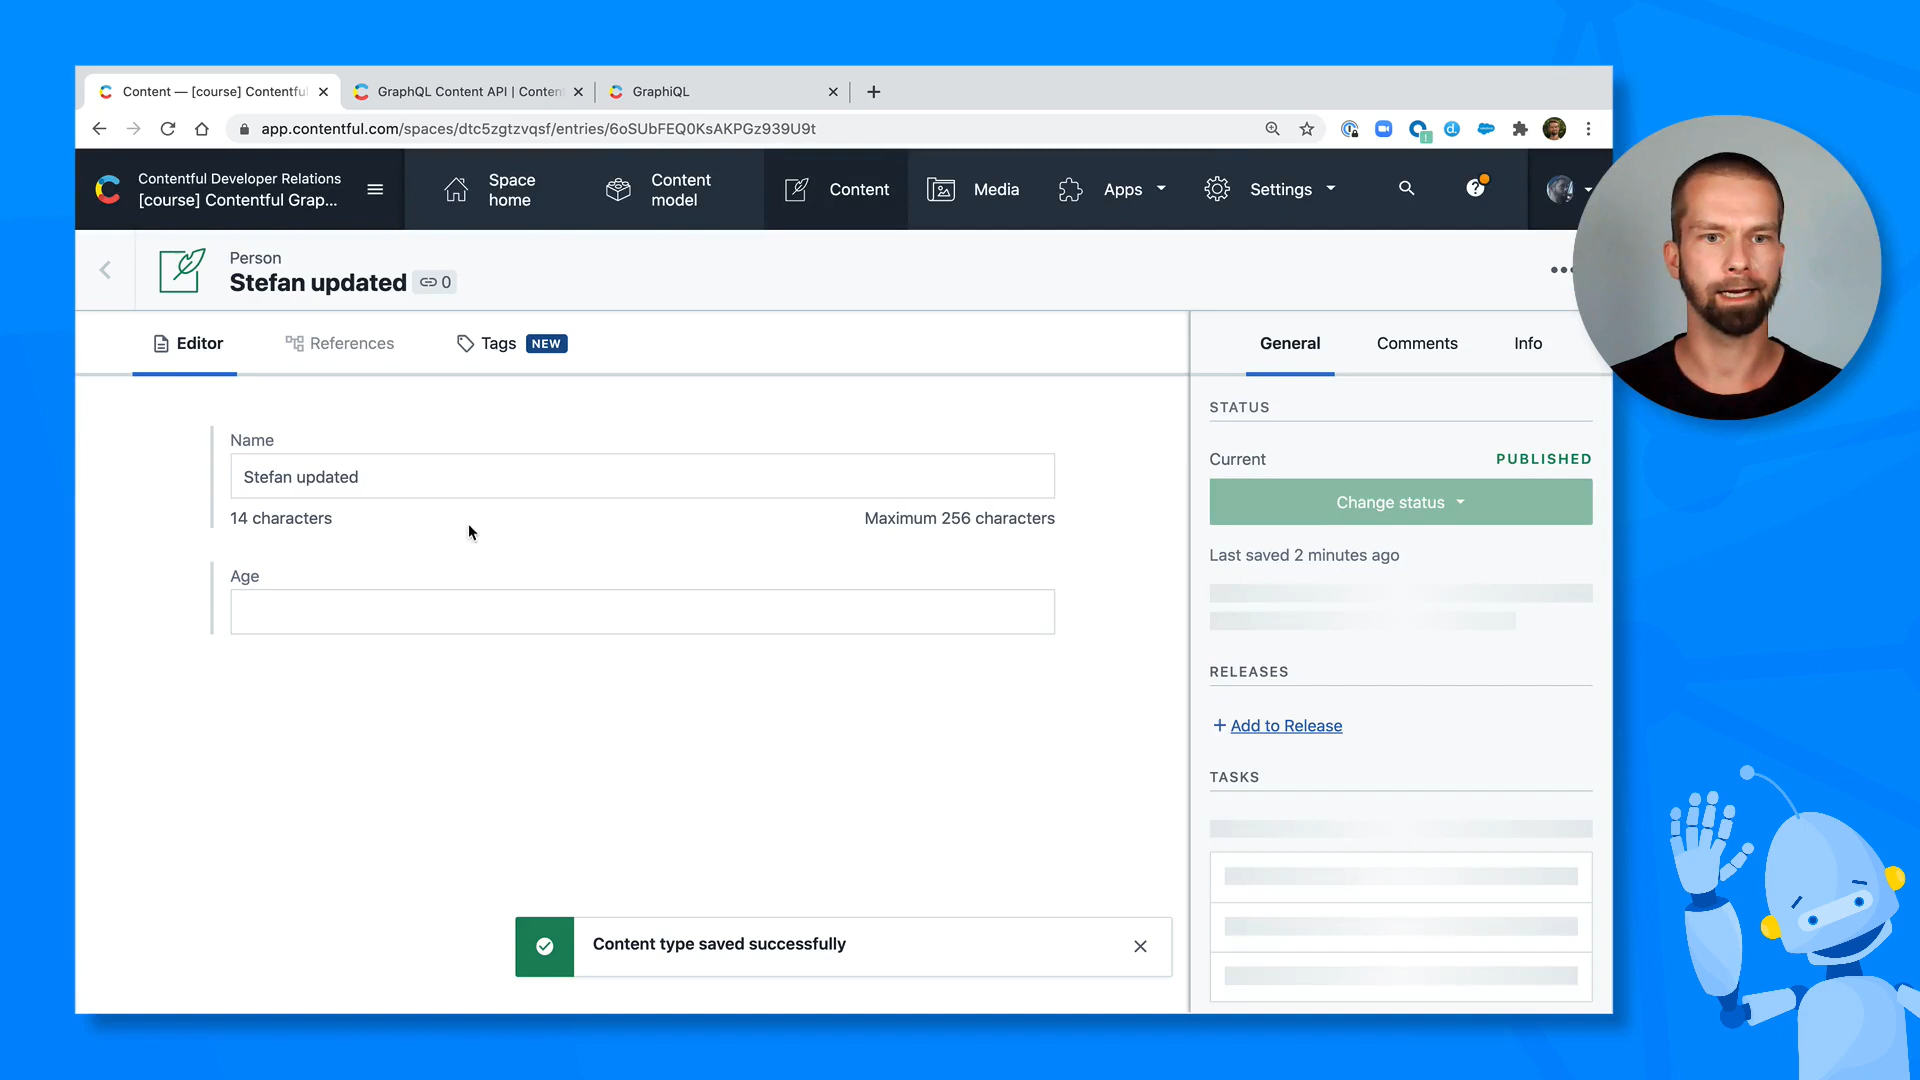 Content — [course] Contentful
GraphQL Content API | Conten
GraphiQL
app.contentful.com/spaces/dtc5zgtzvqsf/entries/6oSUbFEQ0KsAKPGz939U9t
Contentful Developer Relations
[course] Contentful Grap...
Space home
Content model
Content
Media
Apps
Settings
Person
Stefan updated
0
Editor
References
Tags
NEW
General
Comments
Info
Name
Stefan updated
14 characters
Maximum 256 characters
Age
STATUS
Current
PUBLISHED
Change status
Last saved 2 minutes ago
RELEASES
+ Add to Release
TASKS
Content type saved successfully